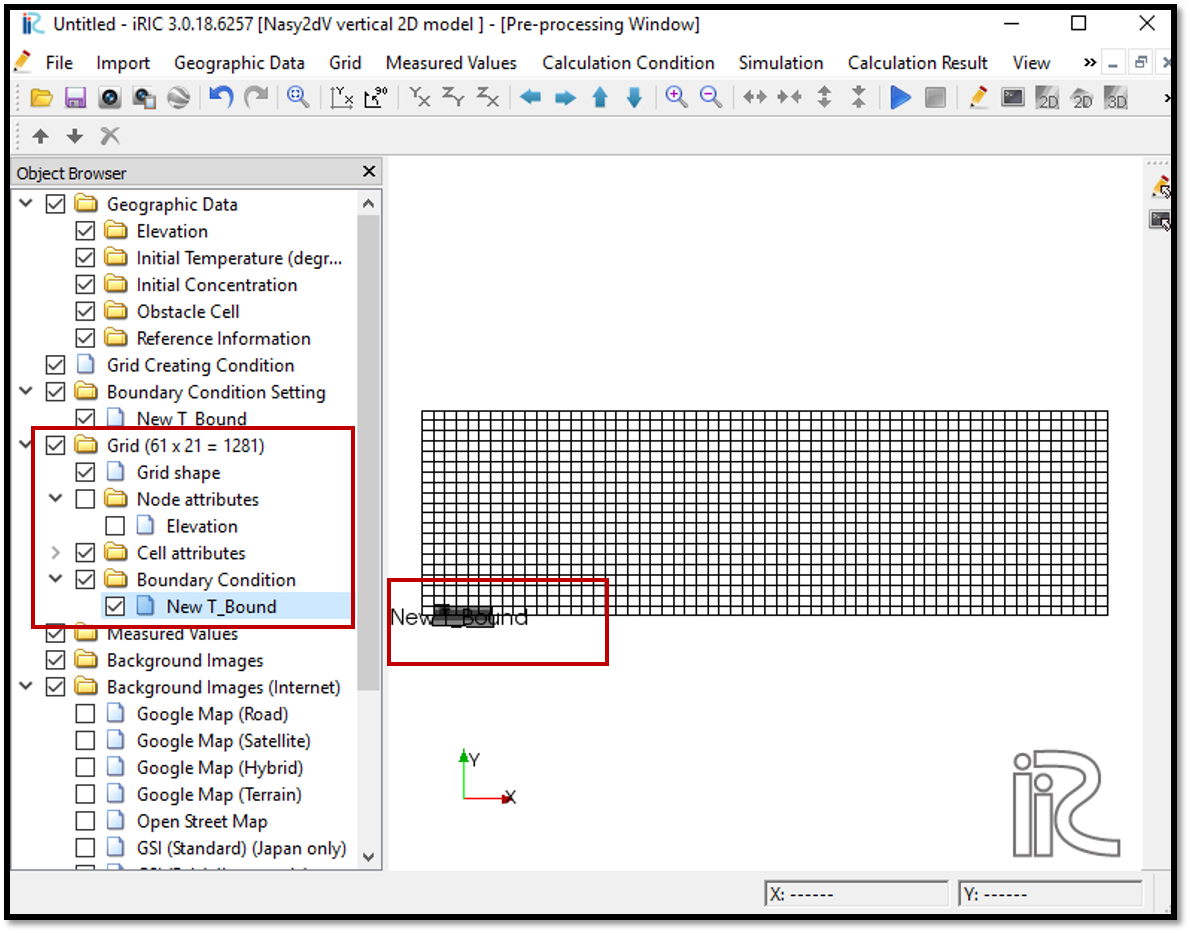 Untitled - iRIC 3.0.18.6257 [Nasy2dV vertical 2D model ] - [Pre-processing Window]
File Import Geographic Data Grid Measured Values Calculation Condition Simulation Calculation Result View »
Object Browser
Geographic Data
Elevation
Initial Temperature (degr...
Initial Concentration
Obstacle Cell
Reference Information
Grid Creating Condition
Boundary Condition Setting
New T_Bound
Grid (61 x 21 = 1281)
Grid shape
Node attributes
Elevation
Cell attributes
Boundary Condition
New T_Bound
Measured Values
Background Images
Background Images (Internet)
Google Map (Road)
Google Map (Satellite)
Google Map (Hybrid)
Google Map (Terrain)
Open Street Map
GSI (Standard) (Japan only)
New T_Bound
Y
X
iRIC
X: ------
Y: ------